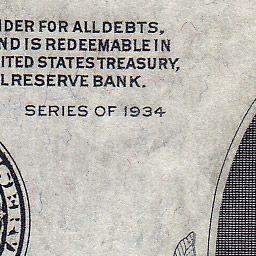 NDER FOR ALL DEBTS,
ND IS REDEEMABLE IN
ITED STATES TREASURY,
L RESERVE BANK.
SERIES OF 1934